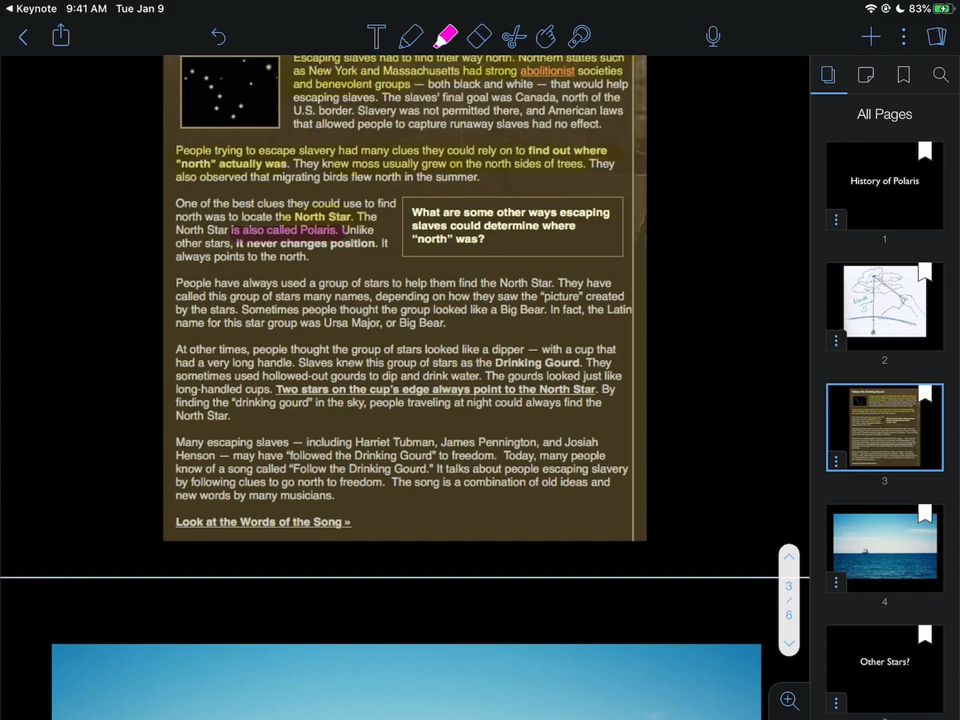 Keynote 9:41 AM Tue Jan 9 83%
Escaping slaves had to find their way north. Northern states such
as New York and Massachusetts had strong abolitionist societies
and benevolent groups — both black and white — that would help
escaping slaves. The slaves' final goal was Canada, north of the
U.S. border. Slavery was not permitted there, and American laws
that allowed people to capture runaway slaves had no effect.
People trying to escape slavery had many clues they could rely on to find out where
"north" actually was. They knew moss usually grew on the north sides of trees. They
also observed that migrating birds flew north in the summer.
One of the best clues they could use to find
north was to locate the North Star. The
North Star is also called Polaris. Unlike
other stars, it never changes position. It
always points to the north.
What are some other ways escaping
slaves could determine where
"north" was?
People have always used a group of stars to help them find the North Star. They have
called this group of stars many names, depending on how they saw the "picture" created
by the stars. Sometimes people thought the group looked like a Big Bear. In fact, the Latin
name for this star group was Ursa Major, or Big Bear.
At other times, people thought the group of stars looked like a dipper — with a cup that
had a very long handle. Slaves knew this group of stars as the Drinking Gourd. They
sometimes used hollowed-out gourds to dip and drink water. The gourds looked just like
long-handled cups. Two stars on the cup's edge always point to the North Star. By
finding the "drinking gourd" in the sky, people traveling at night could always find the
North Star.
Many escaping slaves — including Harriet Tubman, James Pennington, and Josiah
Henson — may have "followed the Drinking Gourd" to freedom. Today, many people
know of a song called "Follow the Drinking Gourd." It talks about people escaping slavery
by following clues to go north to freedom. The song is a combination of old ideas and
new words by many musicians.
Look at the Words of the Song »
3
/
6
All Pages
History of Polaris
1
2
3
4
Other Stars?